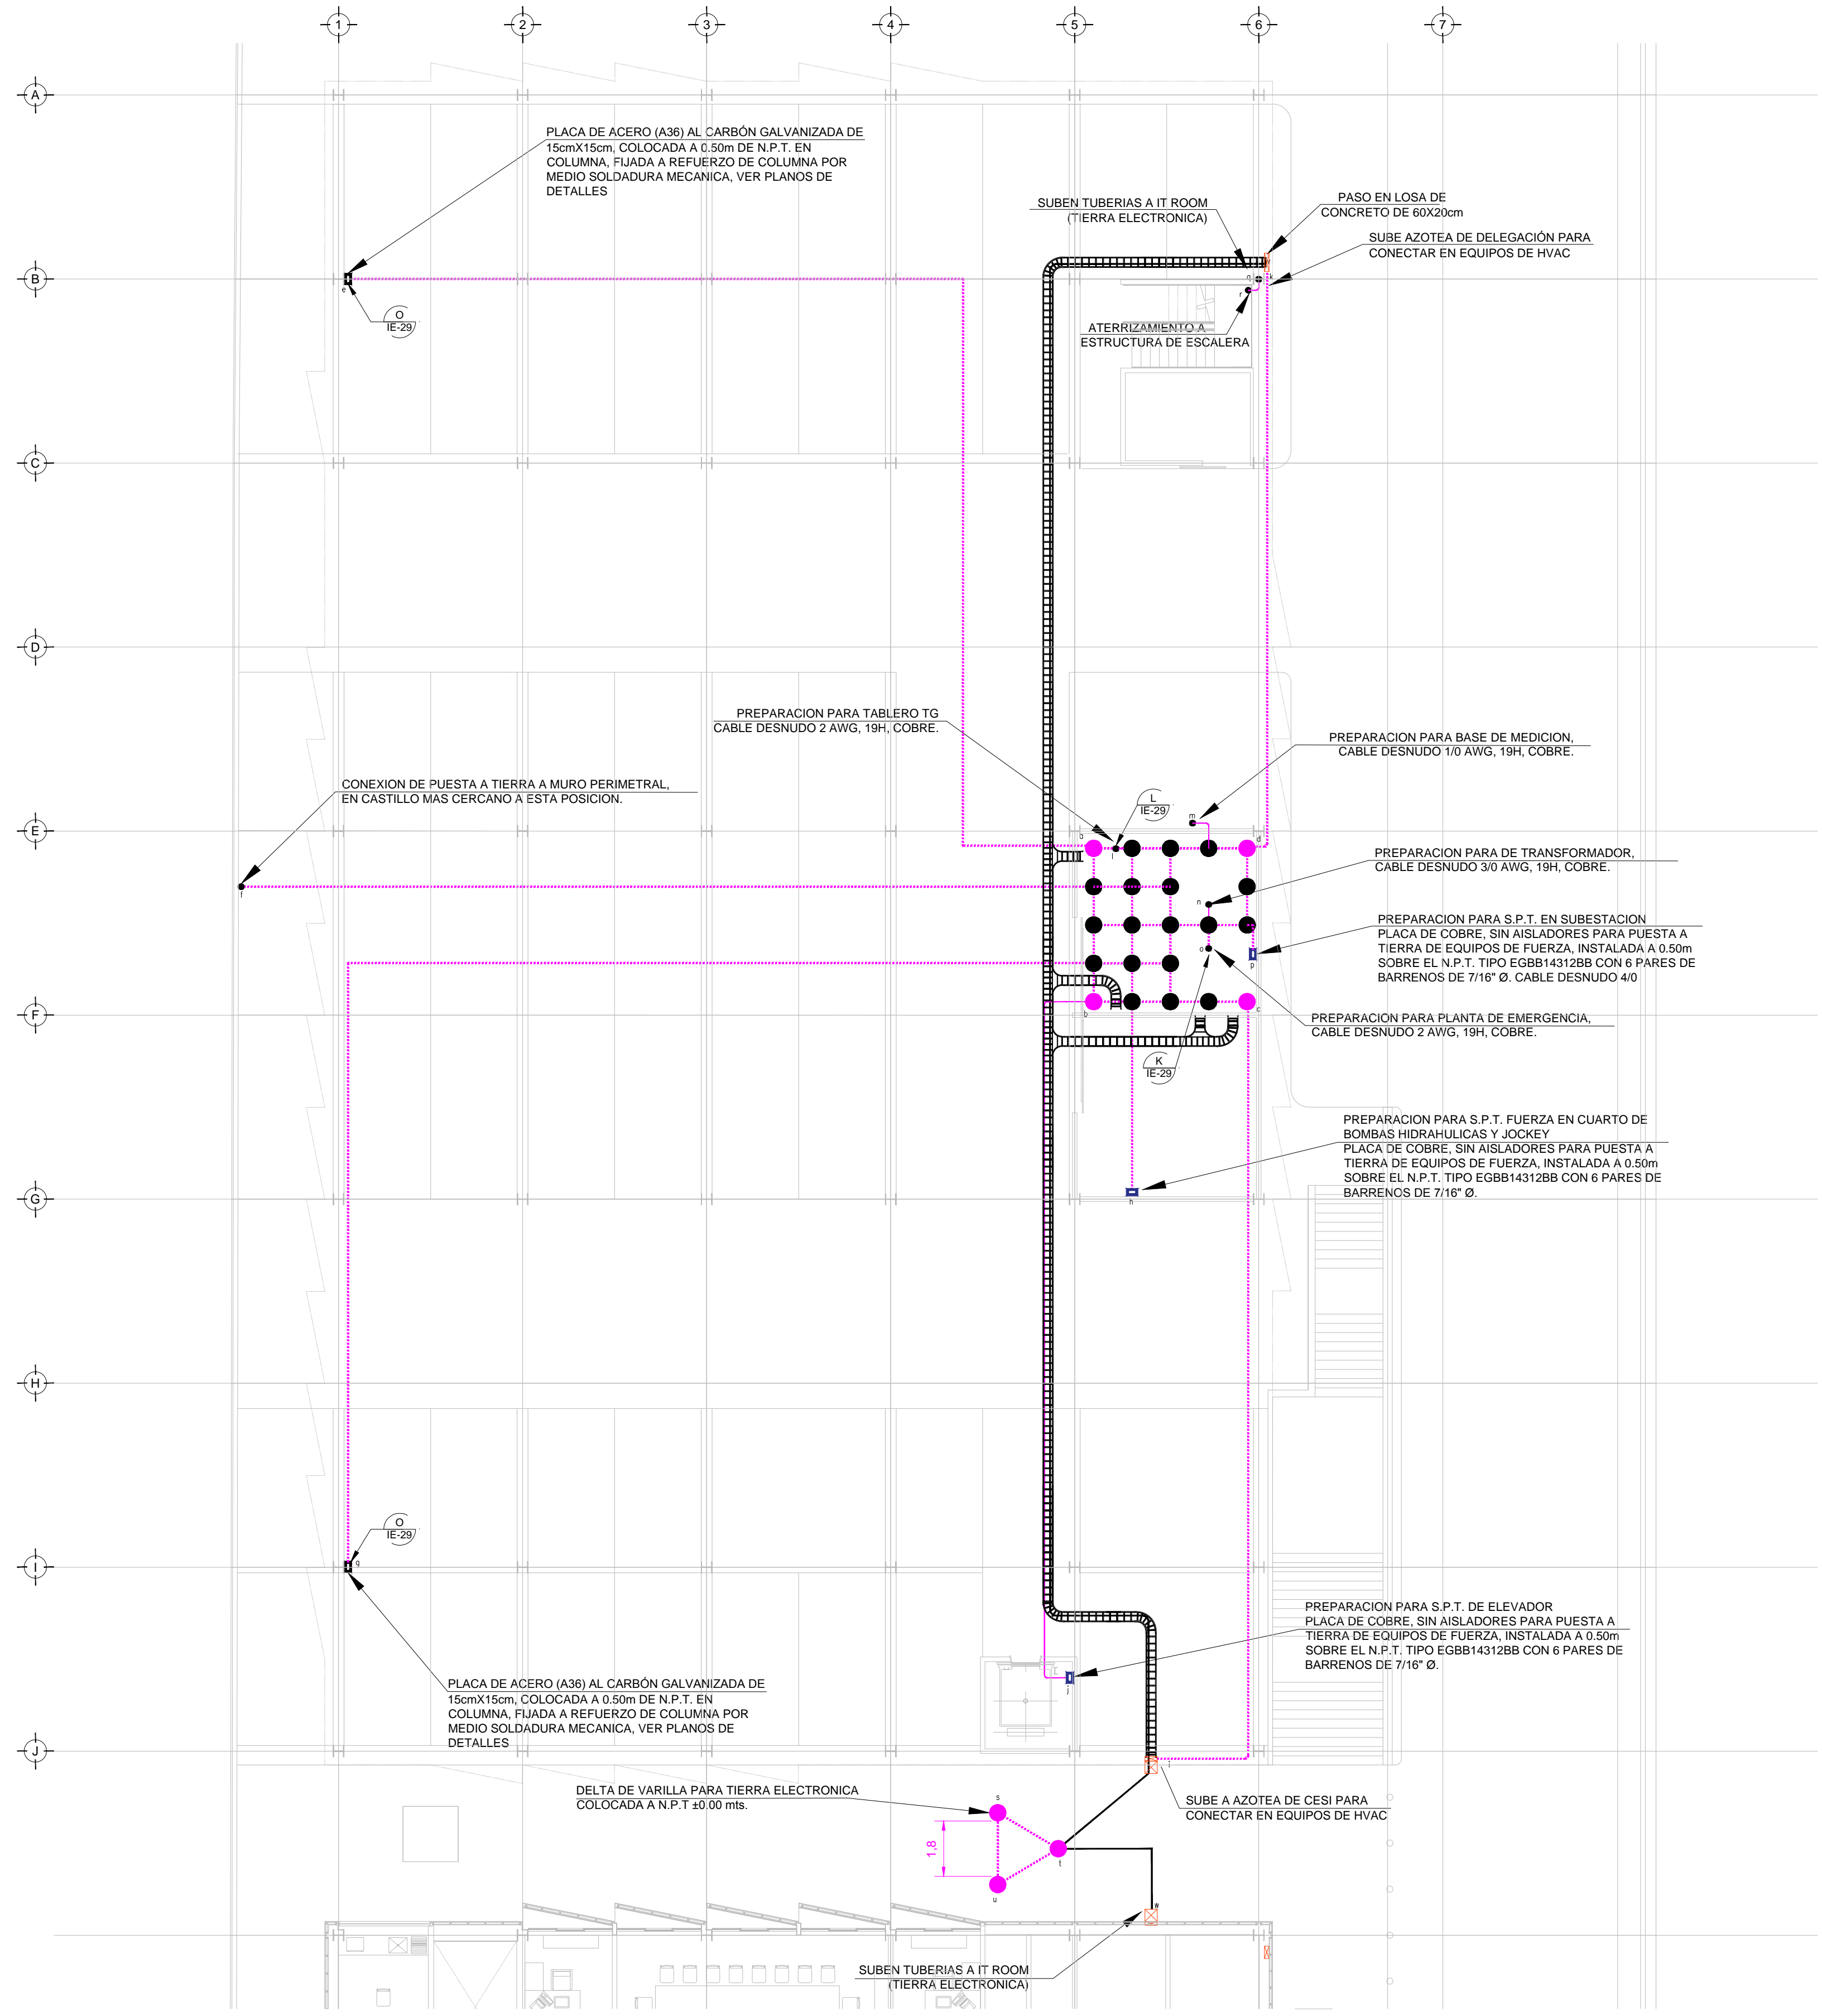 1 2 3 4 5 6 7
A
PLACA DE ACERO (A36) AL CARBÓN GALVANIZADA DE
15cmX15cm, COLOCADA A 0.50m DE N.P.T. EN
COLUMNA, FIJADA A REFUERZO DE COLUMNA POR
MEDIO SOLDADURA MECANICA, VER PLANOS DE
DETALLES
SUBEN TUBERIAS A IT ROOM
(TIERRA ELECTRONICA)
PASO EN LOSA DE
CONCRETO DE 60X20cm
SUBE AZOTEA DE DELEGACIÓN PARA
CONECTAR EN EQUIPOS DE HVAC
B
e
k
r
O
IE-29
ATERRIZAMIENTO A
ESTRUCTURA DE ESCALERA
C
D
PREPARACION PARA TABLERO TG
CABLE DESNUDO 2 AWG, 19H, COBRE.
PREPARACION PARA BASE DE MEDICION,
CABLE DESNUDO 1/0 AWG, 19H, COBRE.
CONEXION DE PUESTA A TIERRA A MURO PERIMETRAL,
EN CASTILLO MAS CERCANO A ESTA POSICION.
L
IE-29
m
E
d
l
PREPARACION PARA DE TRANSFORMADOR,
CABLE DESNUDO 3/0 AWG, 19H, COBRE.
n
PREPARACION PARA S.P.T. EN SUBESTACION
PLACA DE COBRE, SIN AISLADORES PARA PUESTA A
TIERRA DE EQUIPOS DE FUERZA, INSTALADA A 0.50m
SOBRE EL N.P.T. TIPO EGBB14312BB CON 6 PARES DE
BARRENOS DE 7/16" Ø. CABLE DESNUDO 4/0
o
p
F
b
c
PREPARACION PARA PLANTA DE EMERGENCIA,
CABLE DESNUDO 2 AWG, 19H, COBRE.
K
IE-29
PREPARACION PARA S.P.T. FUERZA EN CUARTO DE
BOMBAS HIDRAHULICAS Y JOCKEY
PLACA DE COBRE, SIN AISLADORES PARA PUESTA A
TIERRA DE EQUIPOS DE FUERZA, INSTALADA A 0.50m
SOBRE EL N.P.T. TIPO EGBB14312BB CON 6 PARES DE
BARRENOS DE 7/16" Ø.
G
h
H
O
IE-29
I
g
PREPARACION PARA S.P.T. DE ELEVADOR
PLACA DE COBRE, SIN AISLADORES PARA PUESTA A
TIERRA DE EQUIPOS DE FUERZA, INSTALADA A 0.50m
SOBRE EL N.P.T. TIPO EGBB14312BB CON 6 PARES DE
BARRENOS DE 7/16" Ø.
j
PLACA DE ACERO (A36) AL CARBÓN GALVANIZADA DE
15cmX15cm, COLOCADA A 0.50m DE N.P.T. EN
COLUMNA, FIJADA A REFUERZO DE COLUMNA POR
MEDIO SOLDADURA MECANICA, VER PLANOS DE
DETALLES
J
i
DELTA DE VARILLA PARA TIERRA ELECTRONICA
COLOCADA A N.P.T ±0.00 mts.
s
SUBE A AZOTEA DE CESI PARA
CONECTAR EN EQUIPOS DE HVAC
1,8
t
u
w
SUBEN TUBERIAS A IT ROOM
(TIERRA ELECTRONICA)